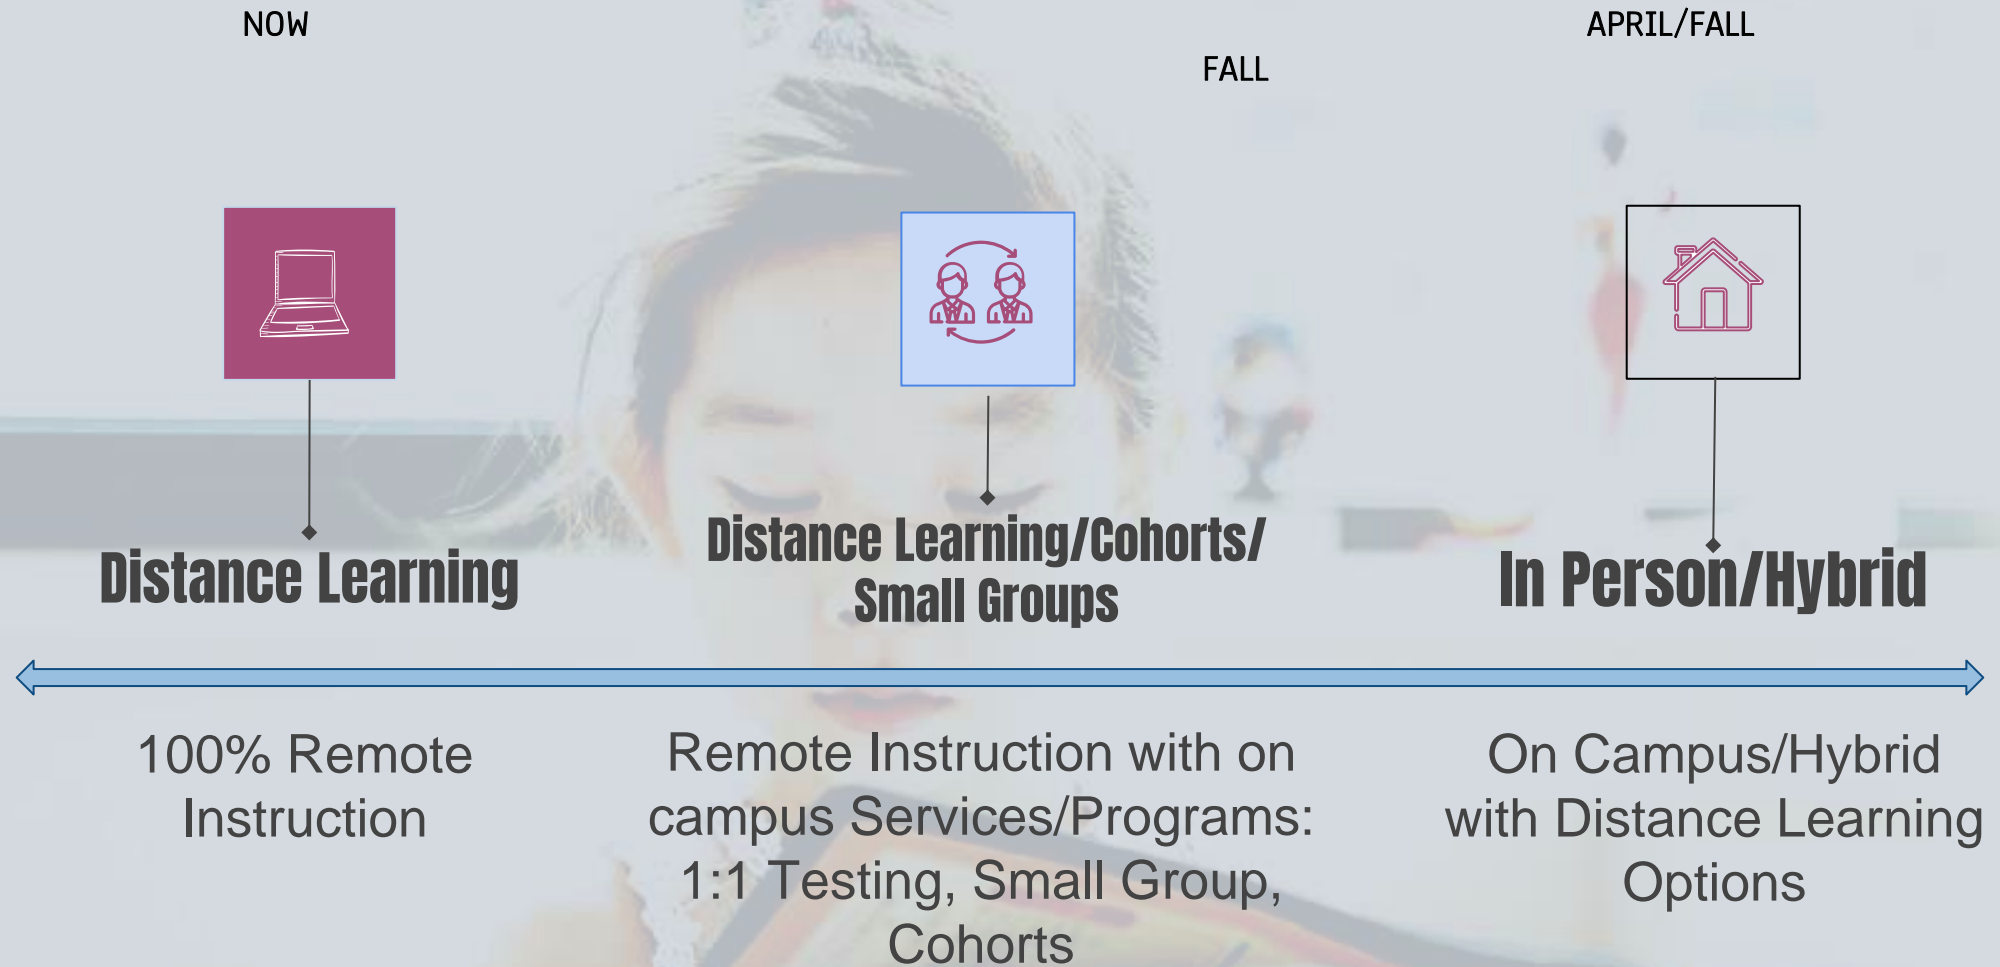 NOW
APRIL/FALL
FALL
Distance Learning
Distance Learning/Cohorts/
Small Groups
In Person/Hybrid
100% Remote
Instruction
Remote Instruction with on
campus Services/Programs:
1:1 Testing, Small Group,
Cohorts
On Campus/Hybrid
with Distance Learning
Options